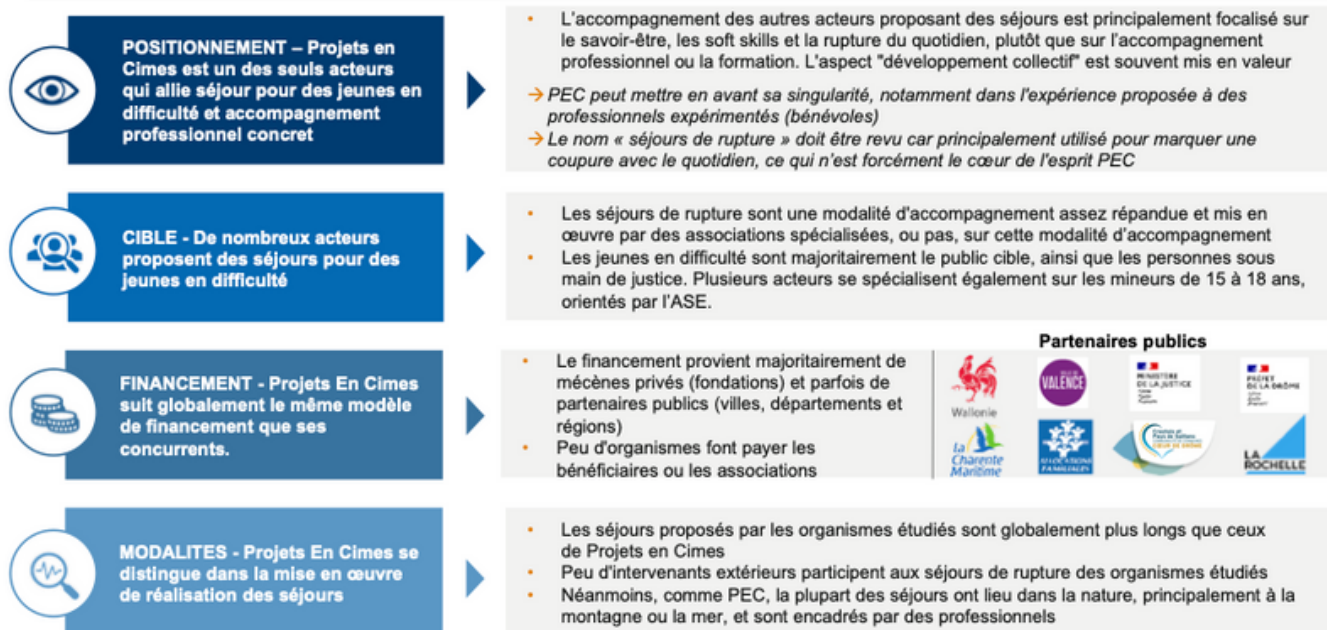 POSITIONNEMENT – Projets en
Cimes est un des seuls acteurs
qui allie séjour pour des jeunes en
difficulté et accompagnement
professionnel concret
• L'accompagnement des autres acteurs proposant des séjours est principalement focalisé sur
le savoir-être, les soft skills et la rupture du quotidien, plutôt que sur l'accompagnement
professionnel ou la formation. L'aspect "développement collectif" est souvent mis en valeur
→ PEC peut mettre en avant sa singularité, notamment dans l'expérience proposée à des
professionnels expérimentés (bénévoles)
→ Le nom « séjours de rupture » doit être revu car principalement utilisé pour marquer une
coupure avec le quotidien, ce qui n'est forcément le cœur de l'esprit PEC
CIBLE - De nombreux acteurs
proposent des séjours pour des
jeunes en difficulté
• Les séjours de rupture sont une modalité d'accompagnement assez répandue et mis en
œuvre par des associations spécialisées, ou pas, sur cette modalité d'accompagnement
• Les jeunes en difficulté sont majoritairement le public cible, ainsi que les personnes sous
main de justice. Plusieurs acteurs se spécialisent également sur les mineurs de 15 à 18 ans,
orientés par l'ASE.
FINANCEMENT - Projets En Cimes
suit globalement le même modèle
de financement que ses
concurrents.
• Le financement provient majoritairement de
mécènes privés (fondations) et parfois de
partenaires publics (villes, départements et
régions)
• Peu d'organismes font payer les
bénéficiaires ou les associations
Partenaires publics
Wallonie
VALENCE
MINISTÈRE
DE LA JUSTICE
PRÉFET
DE LA DRÔME
la
Charente
Maritime
ALLOCATIONS
FAMILIALES
CŒUR DE DRÔME
LA
ROCHELLE
MODALITES - Projets En Cimes se
distingue dans la mise en œuvre
de réalisation des séjours
• Les séjours proposés par les organismes étudiés sont globalement plus longs que ceux
de Projets en Cimes
• Peu d'intervenants extérieurs participent aux séjours de rupture des organismes étudiés
• Néanmoins, comme PEC, la plupart des séjours ont lieu dans la nature, principalement à la
montagne ou la mer, et sont encadrés par des professionnels